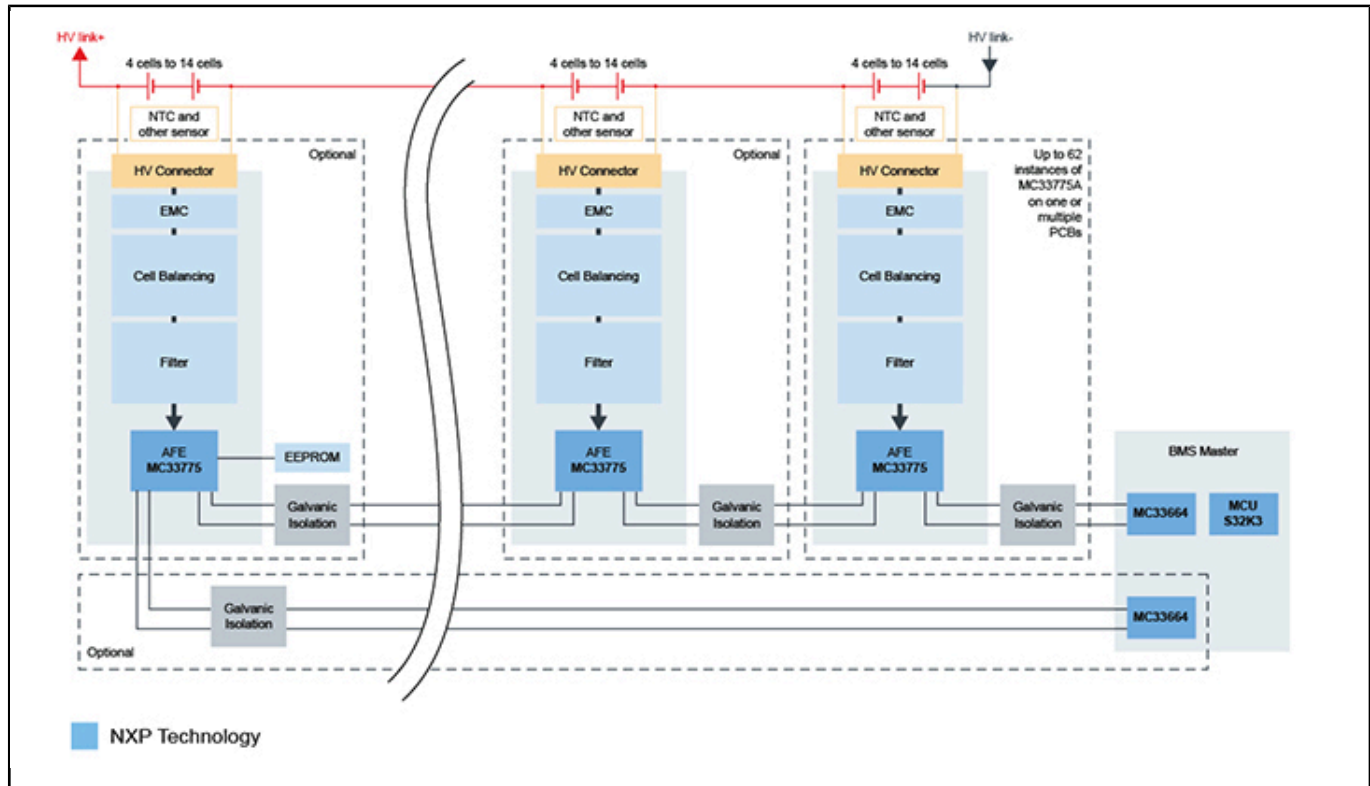 HV link+
HV link-
4 cells to 14 cells
4 cells to 14 cells
4 cells to 14 cells
NTC and
other sensor
NTC and
other sensor
NTC and
other sensor
Optional
Optional
Up to 62
instances of
MC33775A
on one or
multiple
PCBs
HV Connector
HV Connector
HV Connector
EMC
EMC
EMC
Cell Balancing
Cell Balancing
Cell Balancing
Filter
Filter
Filter
AFE
MC33775
EEPROM
AFE
MC33775
AFE
MC33775
BMS Master
Galvanic
Isolation
Galvanic
Isolation
Galvanic
Isolation
MC33664
MCU
S32K3
Galvanic
Isolation
MC33664
Optional
NXP Technology